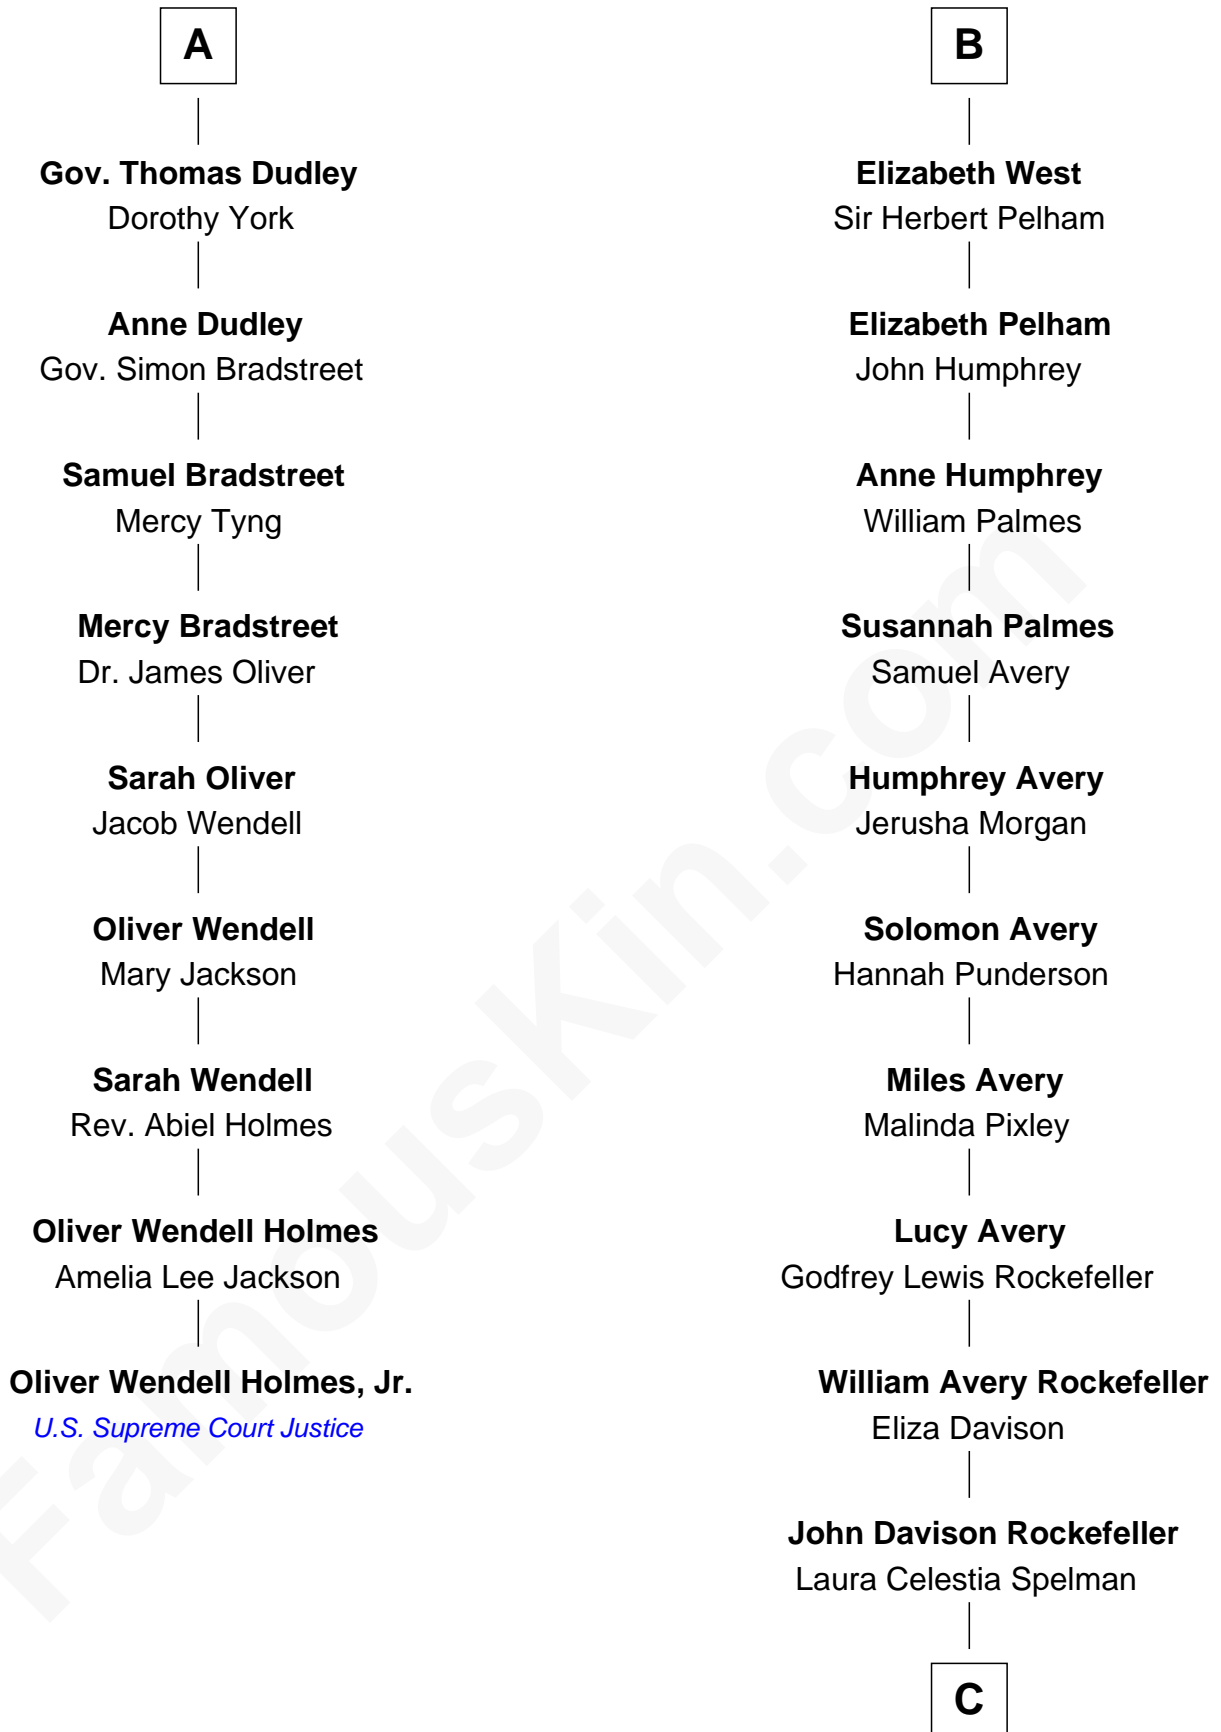 A
Gov. Thomas Dudley
Dorothy York
Anne Dudley
Gov. Simon Bradstreet
Samuel Bradstreet
Mercy Tyng
Mercy Bradstreet
Dr. James Oliver
Sarah Oliver
Jacob Wendell
Oliver Wendell
Mary Jackson
Sarah Wendell
Rev. Abiel Holmes
Oliver Wendell Holmes
Amelia Lee Jackson
Oliver Wendell Holmes, Jr.
U.S. Supreme Court Justice
B
Elizabeth West
Sir Herbert Pelham
Elizabeth Pelham
John Humphrey
Anne Humphrey
William Palmes
Susannah Palmes
Samuel Avery
Humphrey Avery
Jerusha Morgan
Solomon Avery
Hannah Punderson
Miles Avery
Malinda Pixley
Lucy Avery
Godfrey Lewis Rockefeller
William Avery Rockefeller
Eliza Davison
John Davison Rockefeller
Laura Celestia Spelman
C
FamousKin.com